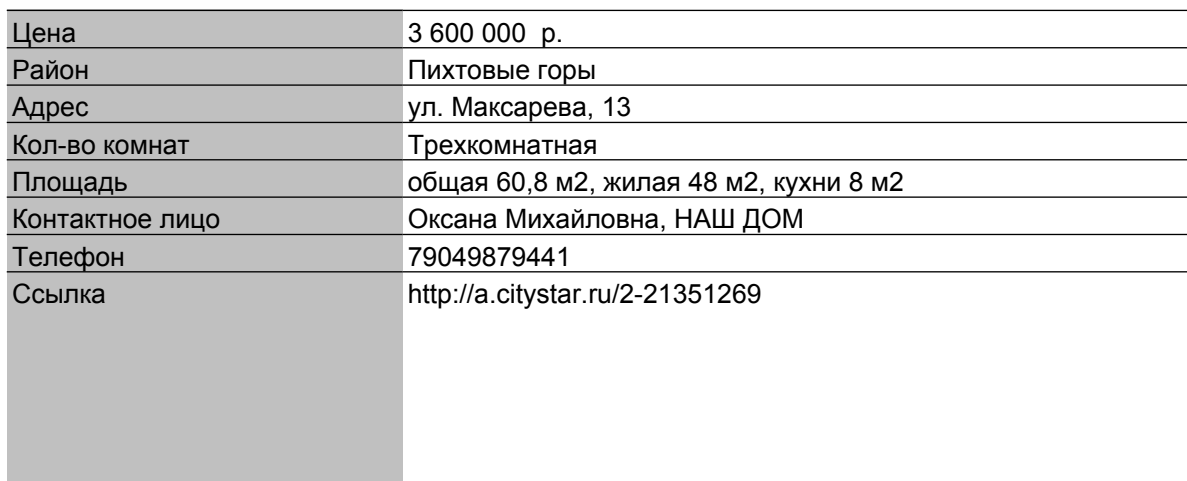 Цена 3 600 000 р.
Район Пихтовые горы
Адрес ул. Максарева, 13
Кол-во комнат Трехкомнатная
Площадь общая 60,8 м2, жилая 48 м2, кухни 8 м2
Контактное лицо Оксана Михайловна, НАШ ДОМ
Телефон 79049879441
Ссылка http://a.citystar.ru/2-21351269